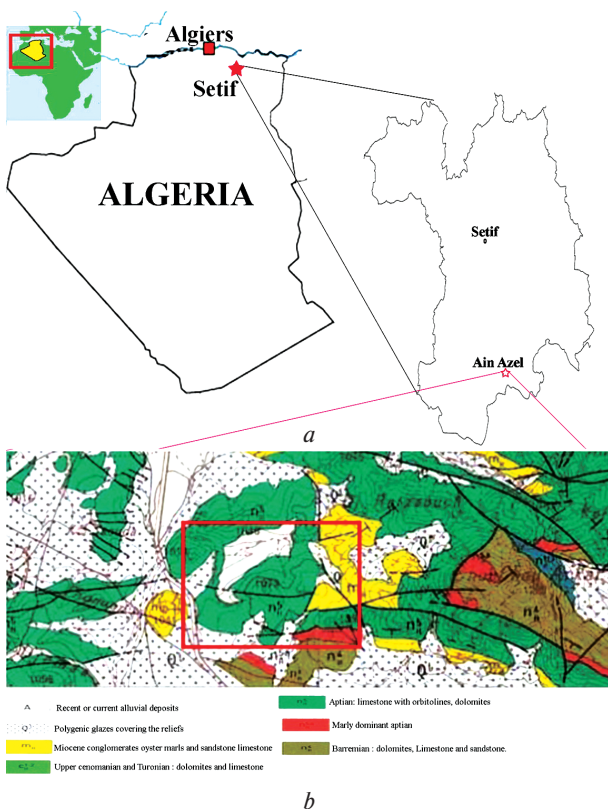 Algiers
Setif
ALGERIA
Setif
Ain Azel
a
Recent or current alluvial deposits
Polygenic glazes covering the reliefs
Miocene conglomerates oyster marls and sandstone limestone
Upper cenomanian and Turonian : dolomites and limestone
Aptian: limestone with orbitolines, dolomites
Marly dominant aptian
Barremian : dolomites, Limestone and sandstone.
b